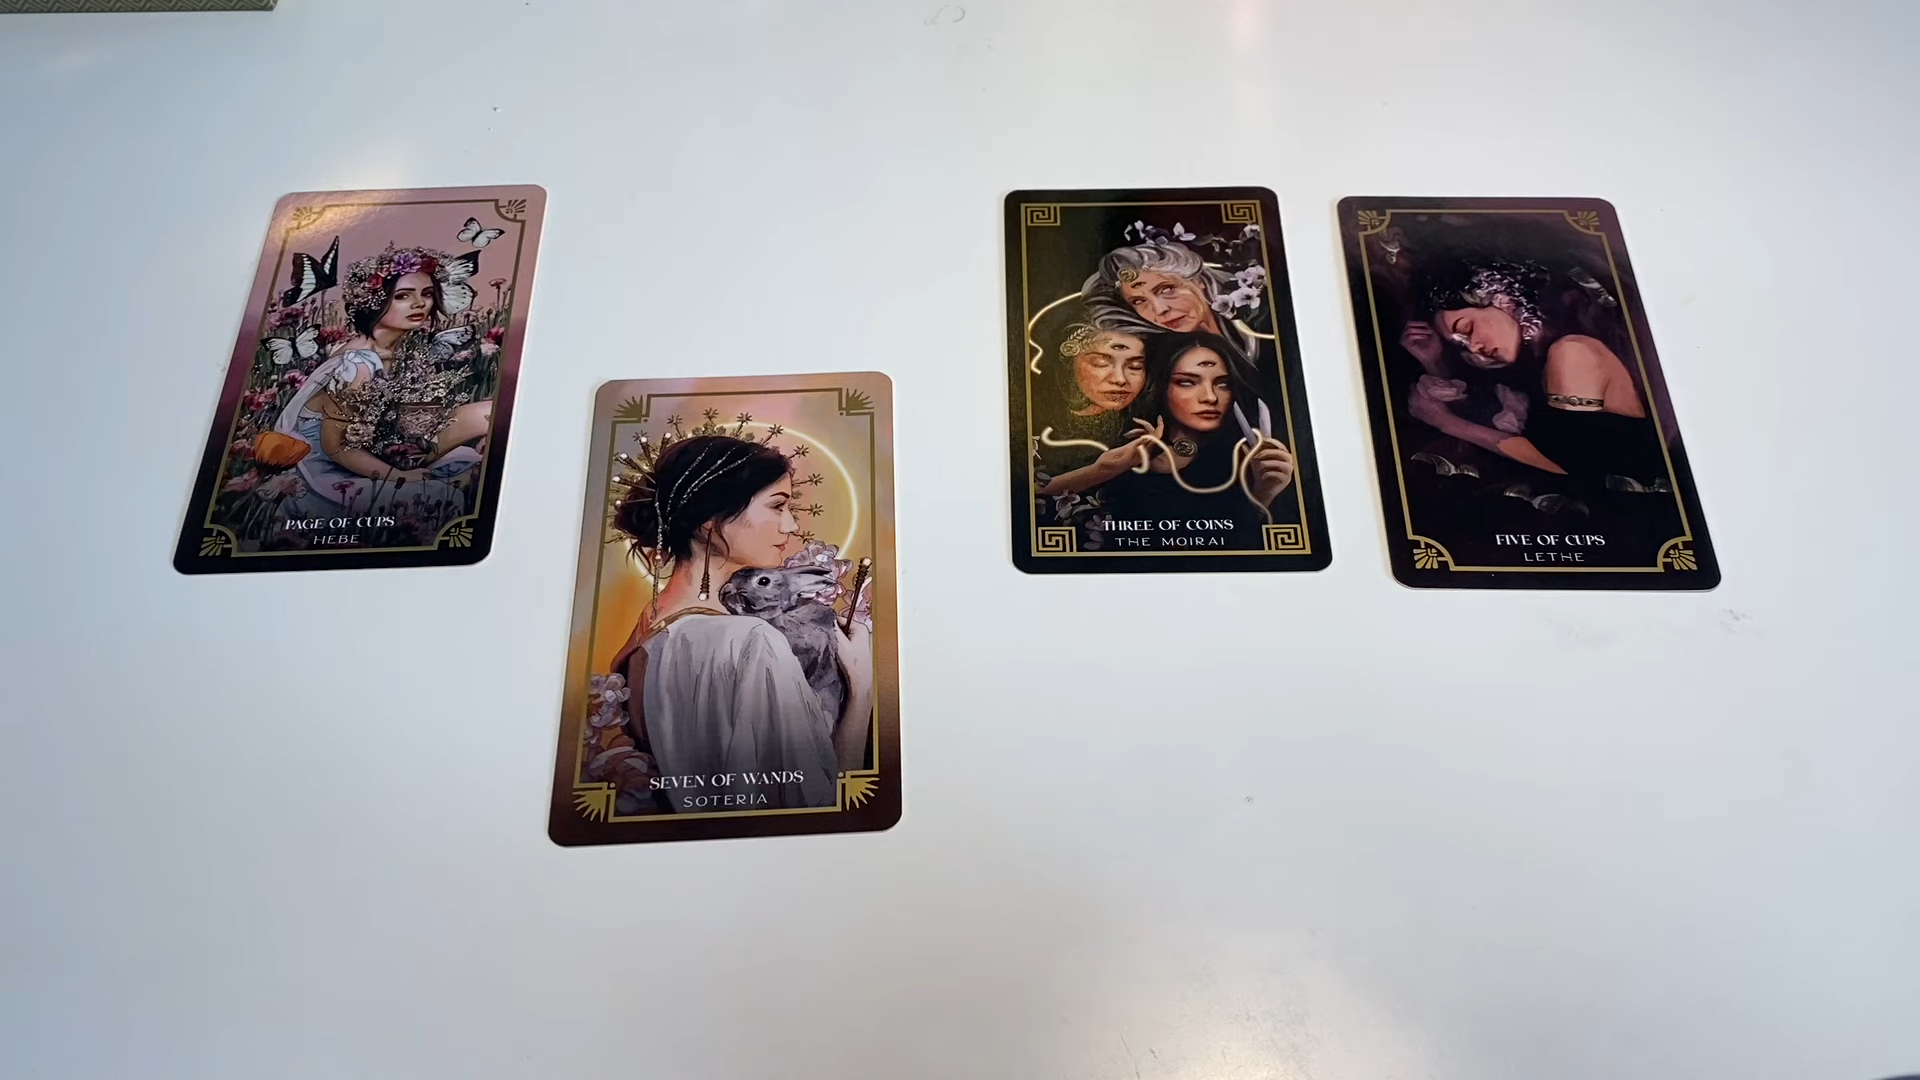 PAGE OF CUPS
HEBE
SEVEN OF WANDS
SOTERIA
THREE OF COINS
THE MOIRAI
FIVE OF CUPS
LETHE